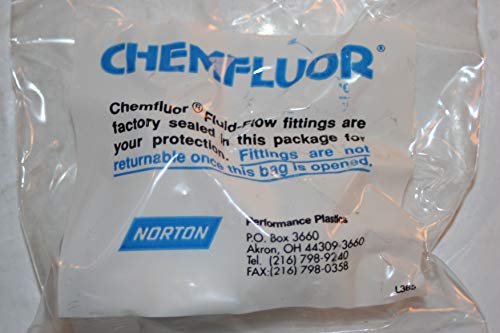 CHEMFLUOR®
Chemfluor® Fluid-Flow fittings are
factory sealed in this package for
your protection. Fittings are not
returnable once this bag is opened.
NORTON
Performance Plastics
P.O. Box 3660
Akron, OH 44309-3660
Tel. (216) 798-9240
FAX:(216) 798-0358